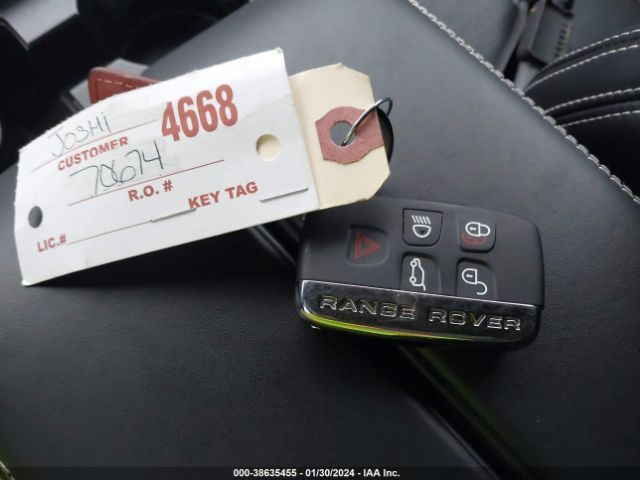 JOSHI
CUSTOMER
4668
70674
R.O. #
KEY TAG
LIC.#
RANGE ROVER
000-38635455 - 01/30/2024 - IAA Inc.